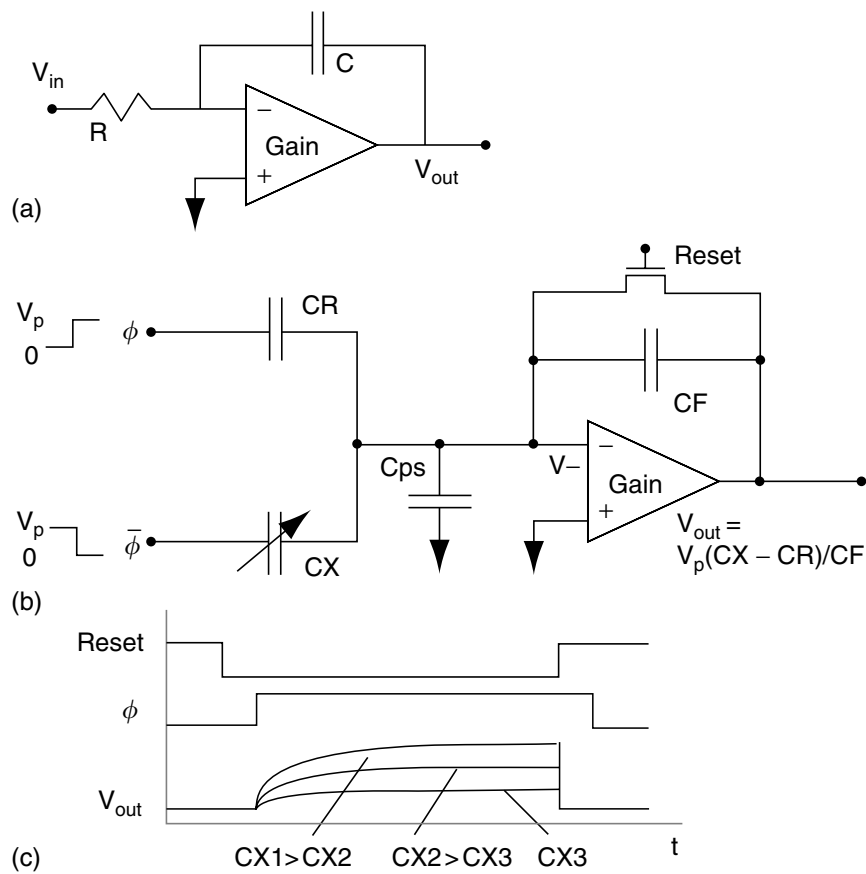 C
V_in
R
−
Gain
+
V_out
(a)
Reset
V_p
0
ϕ
CR
CF
Cps
V−
−
Gain
+
V_p
0
ϕ̄
CX
V_out =
V_p(CX − CR)/CF
(b)
Reset
ϕ
V_out
t
CX1>CX2
CX2>CX3
CX3
(c)